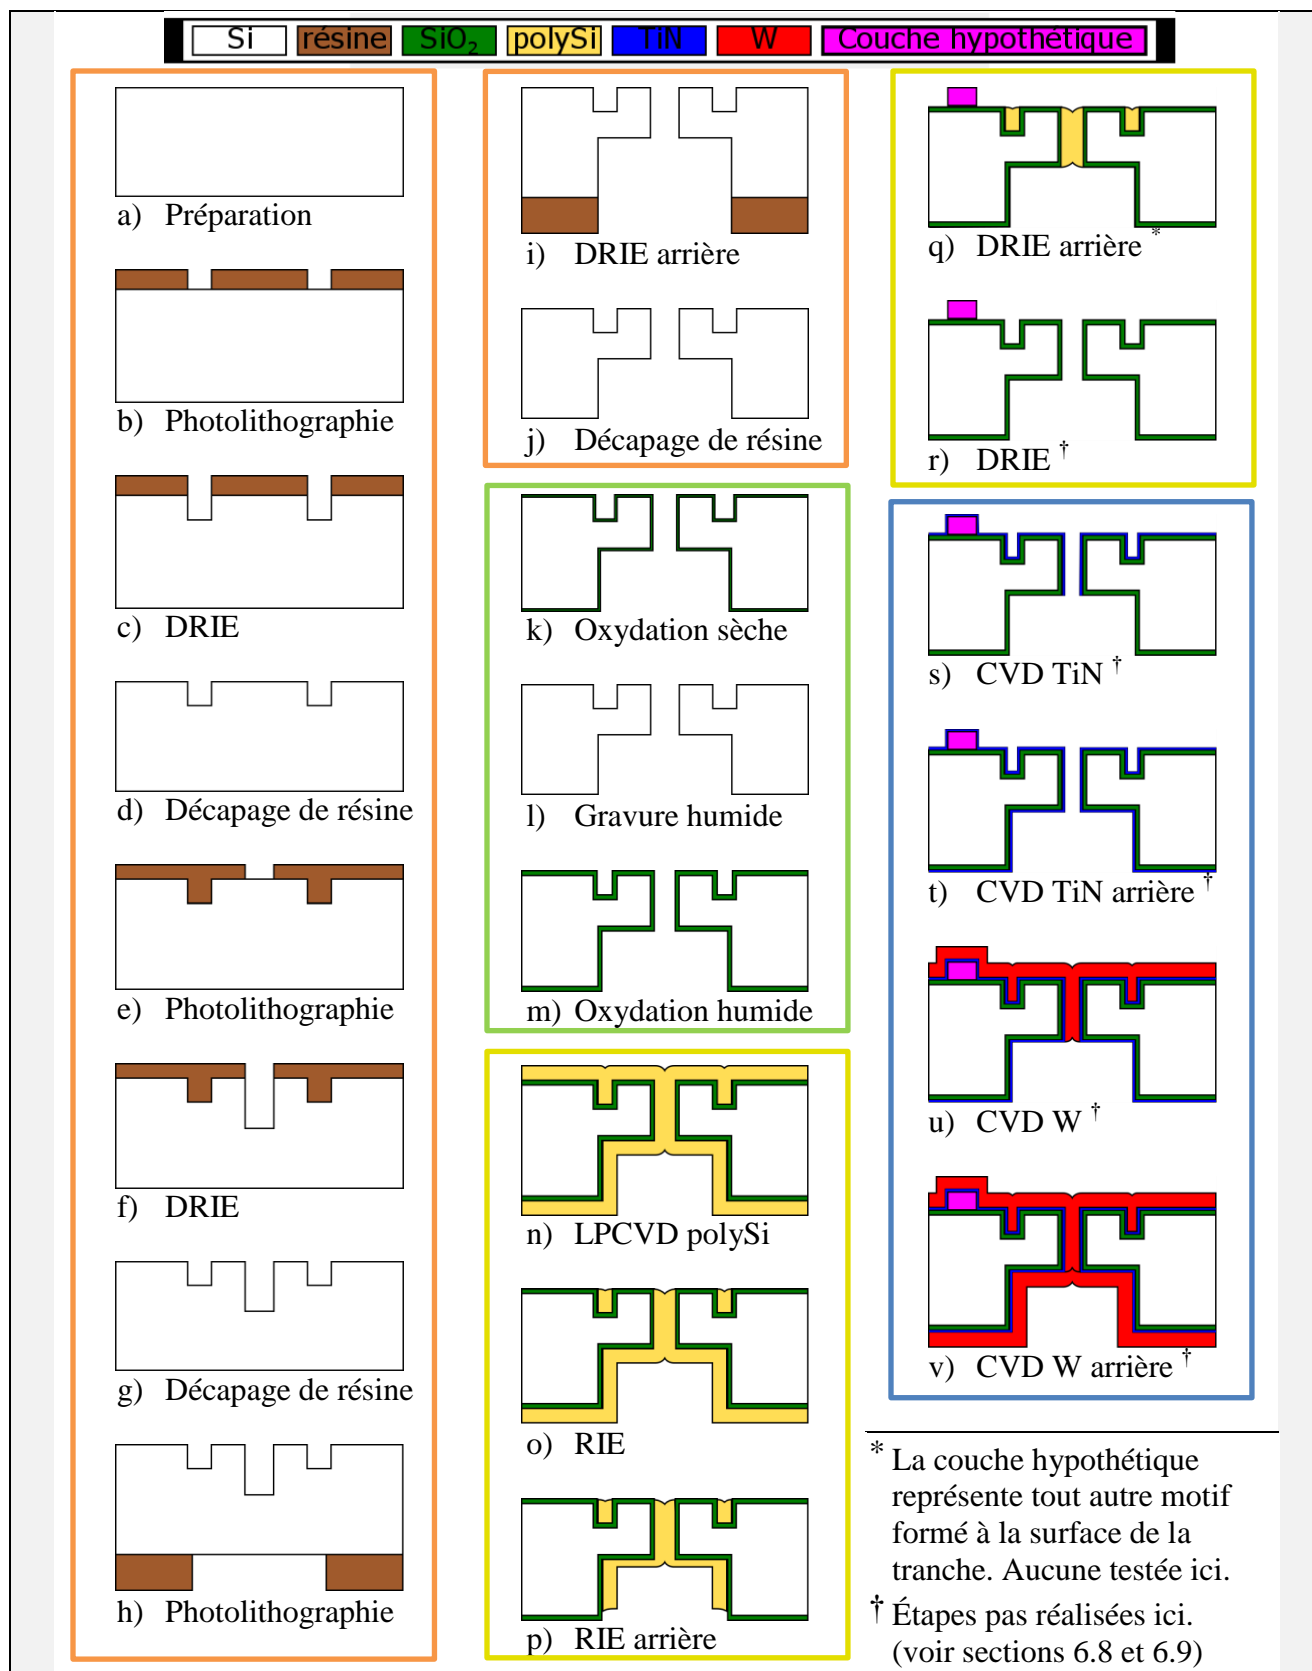 Si résine SiO₂ polySi TiN W Couche hypothétique
a) Préparation
b) Photolithographie
c) DRIE
d) Décapage de résine
e) Photolithographie
f) DRIE
g) Décapage de résine
h) Photolithographie
i) DRIE arrière
j) Décapage de résine
k) Oxydation sèche
l) Gravure humide
m) Oxydation humide
n) LPCVD polySi
o) RIE
p) RIE arrière
q) DRIE arrière *
r) DRIE †
s) CVD TiN †
t) CVD TiN arrière †
u) CVD W †
v) CVD W arrière †
* La couche hypothétique
représente tout autre motif
formé à la surface de la
tranche. Aucune testée ici.
† Étapes pas réalisées ici.
(voir sections 6.8 et 6.9)